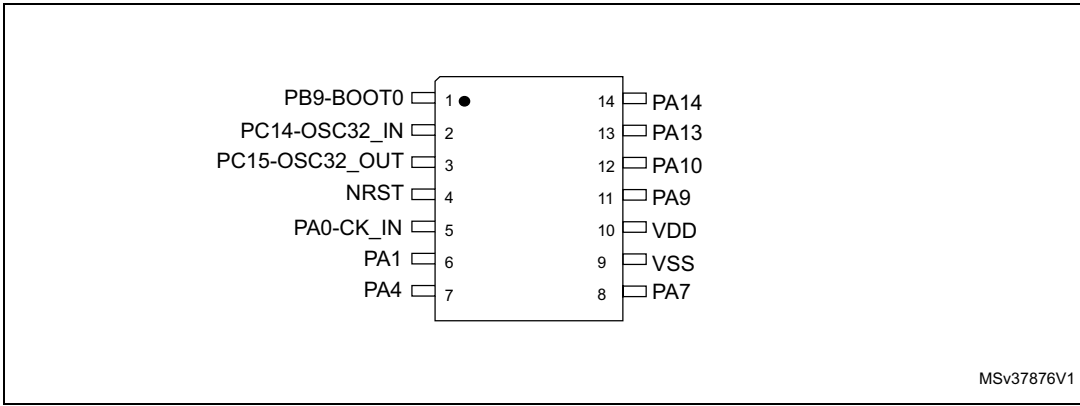 PB9-BOOT0 1 14 PA14
PC14-OSC32_IN 2 13 PA13
PC15-OSC32_OUT 3 12 PA10
NRST 4 11 PA9
PA0-CK_IN 5 10 VDD
PA1 6 9 VSS
PA4 7 8 PA7
MSv37876V1